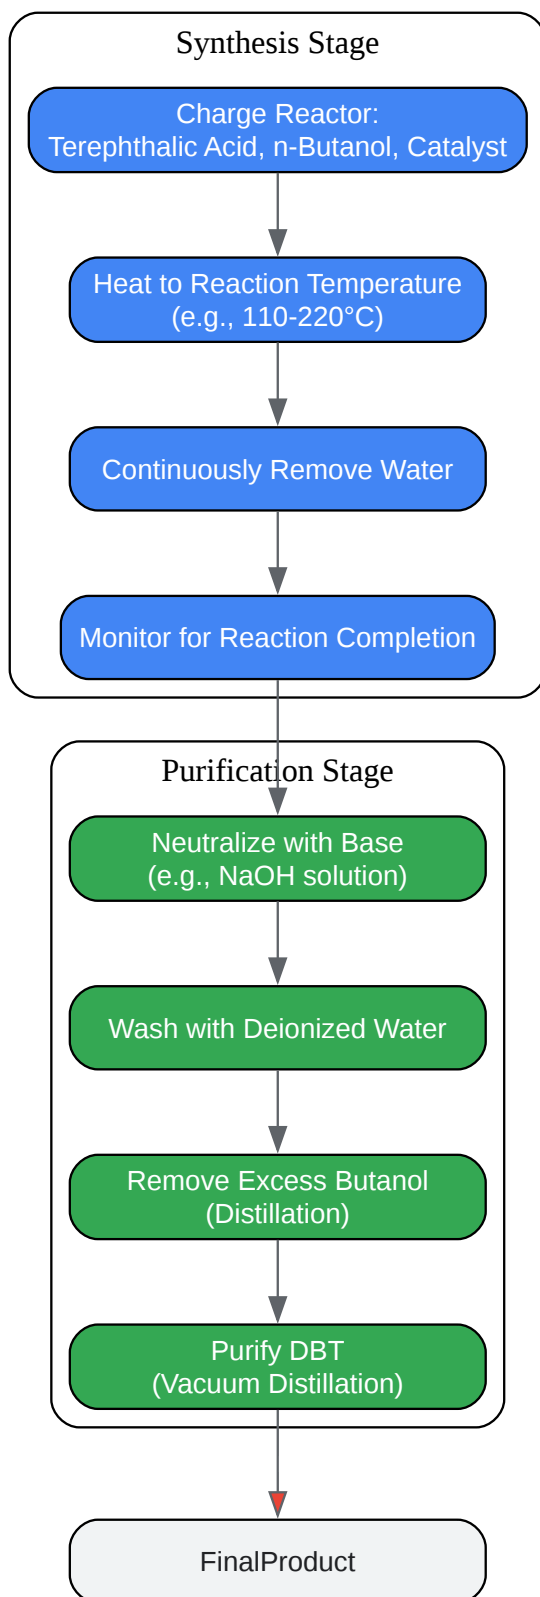 Synthesis Stage
Charge Reactor:
Terephthalic Acid, n-Butanol, Catalyst
Heat to Reaction Temperature
(e.g., 110-220°C)
Continuously Remove Water
Monitor for Reaction Completion
Purification Stage
Neutralize with Base
(e.g., NaOH solution)
Wash with Deionized Water
Remove Excess Butanol
(Distillation)
Purify DBT
(Vacuum Distillation)
FinalProduct